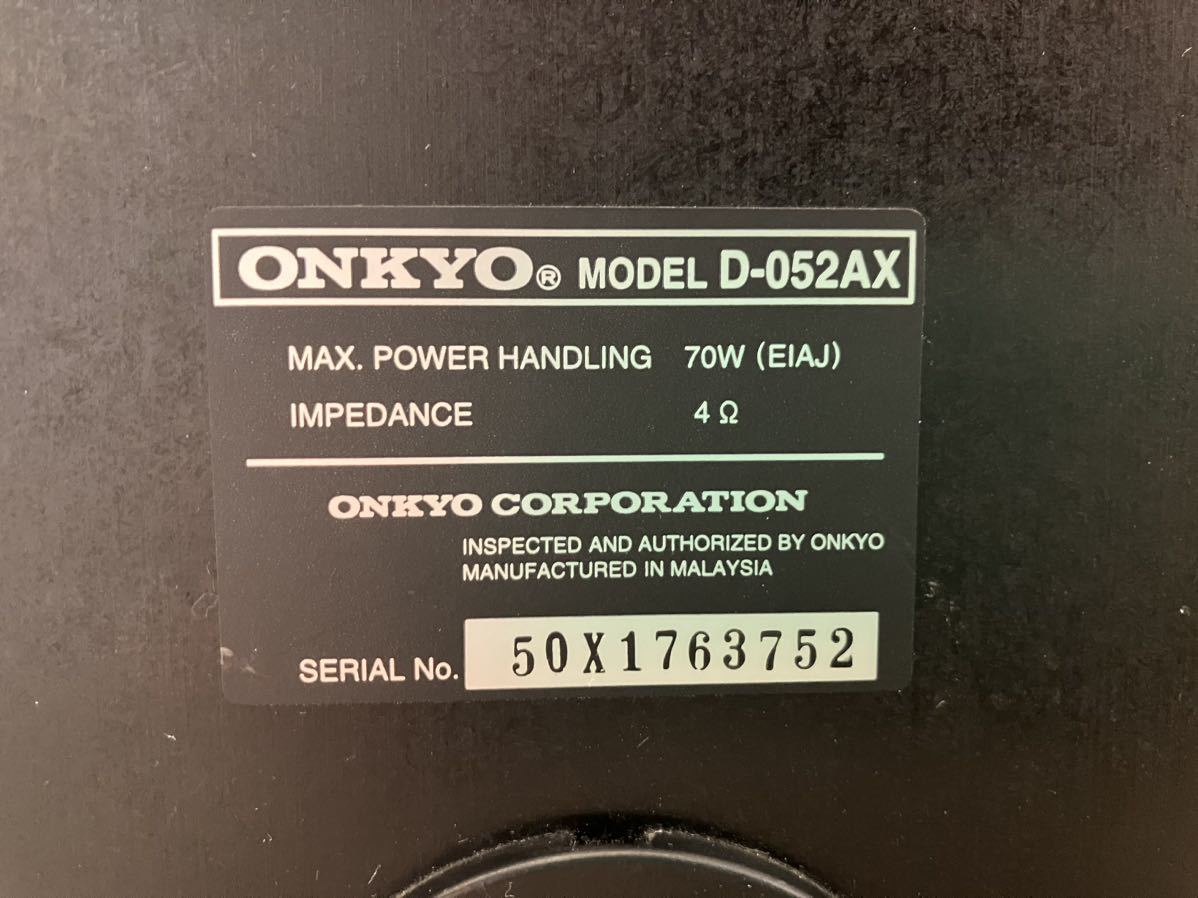 ONKYO® MODEL D-052AX
MAX. POWER HANDLING 70W (EIAJ)
IMPEDANCE 4 Ω
ONKYO CORPORATION
INSPECTED AND AUTHORIZED BY ONKYO
MANUFACTURED IN MALAYSIA
SERIAL No. 50X1763752